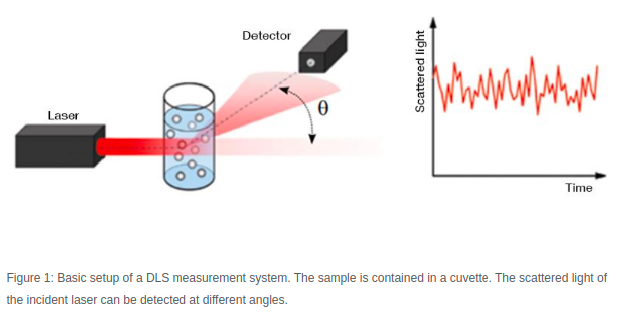 Detector
Laser
θ
Scattered light
Time
Figure 1: Basic setup of a DLS measurement system. The sample is contained in a cuvette. The scattered light of
the incident laser can be detected at different angles.